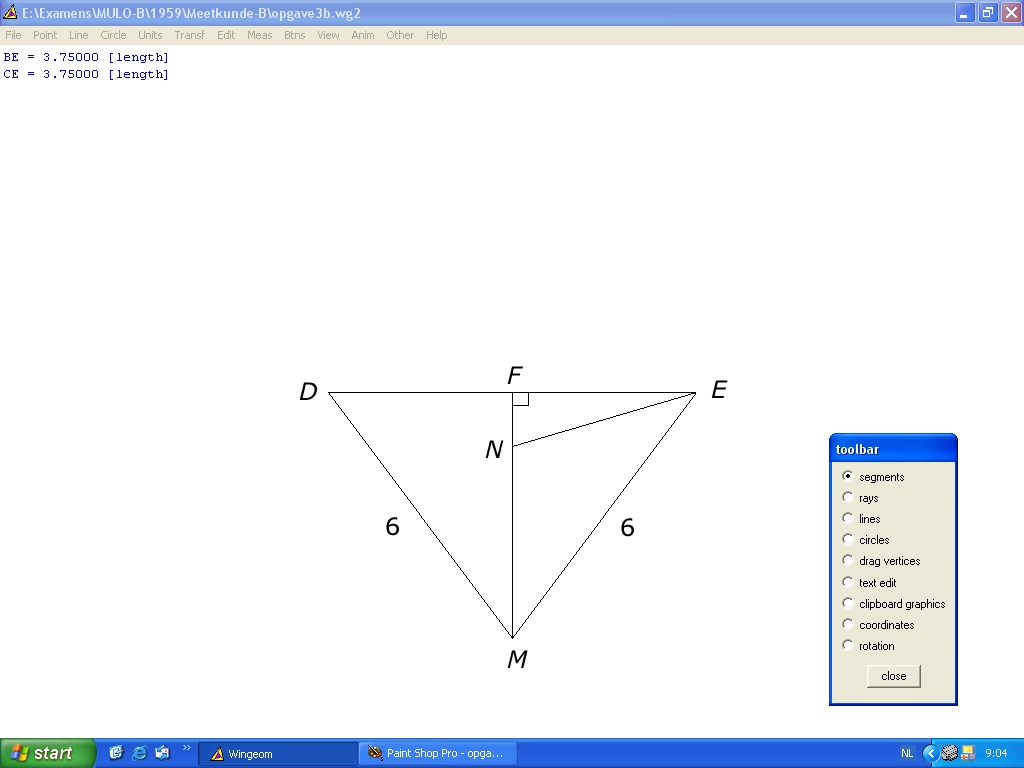 E:\Examens\MULO-B\1959\Meetkunde-B\opgave3b.wg2
File Point Line Circle Units Transf Edit Meas Btns View Anim Other Help
BE = 3.75000 [length]
CE = 3.75000 [length]
F
D
E
N
6
6
M
toolbar
segments
rays
lines
circles
drag vertices
text edit
clipboard graphics
coordinates
rotation
close
start
Wingeom
Paint Shop Pro - opga...
NL
9:04